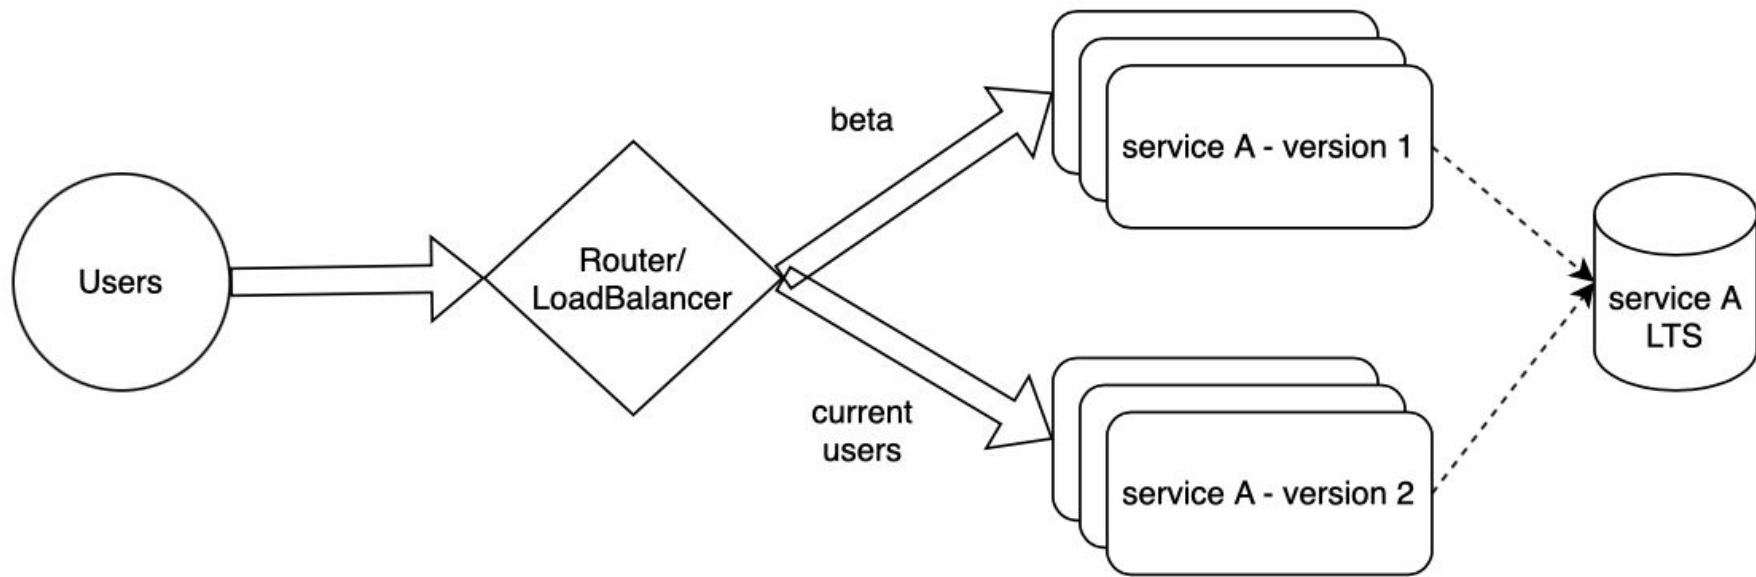 Users
Router/
LoadBalancer
beta
current
users
service A - version 1
service A - version 2
service A
LTS